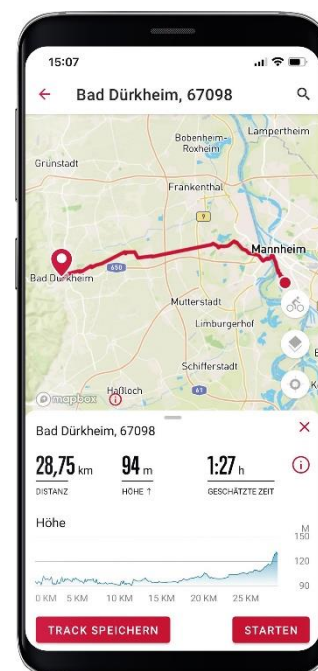 15:07
Bad Dürkheim, 67098
Lampertheim
Bobenheim-
Roxheim
Grünstadt
Frankenthal
9
Mannheim
650
Bad Dürkheim
Mutterstadt
Limburgerhof
Schifferstadt
Haßloch
61
mapbox
Bad Dürkheim, 67098
28,75 km
94 m
1:27 h
DISTANZ
HÖHE ↑
GESCHÄTZTE ZEIT
Höhe
M
150
120
90
0 KM 5 KM 10 KM 15 KM 20 KM 25 KM
TRACK SPEICHERN
STARTEN